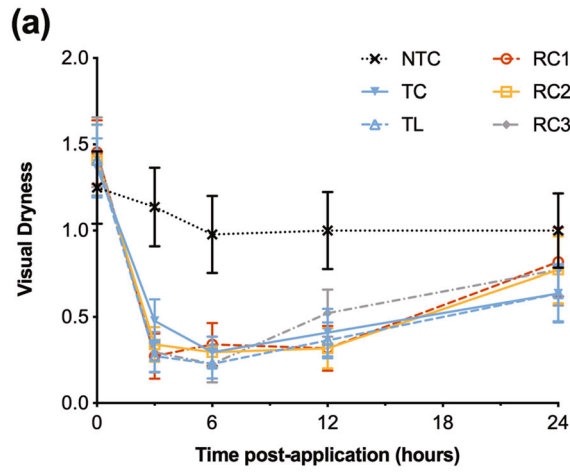 (a)
NTC RC1
TC RC2
TL RC3
2.0
1.5
1.0
0.5
0.0
Visual Dryness
0 6 12 24
Time post-application (hours)